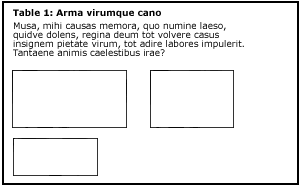 Table 1: Arma virumque cano
Musa, mihi causas memora, quo numine laeso,
quidve dolens, regina deum tot volvere casus
insignem pietate virum, tot adire labores impulerit.
Tantaene animis caelestibus irae?